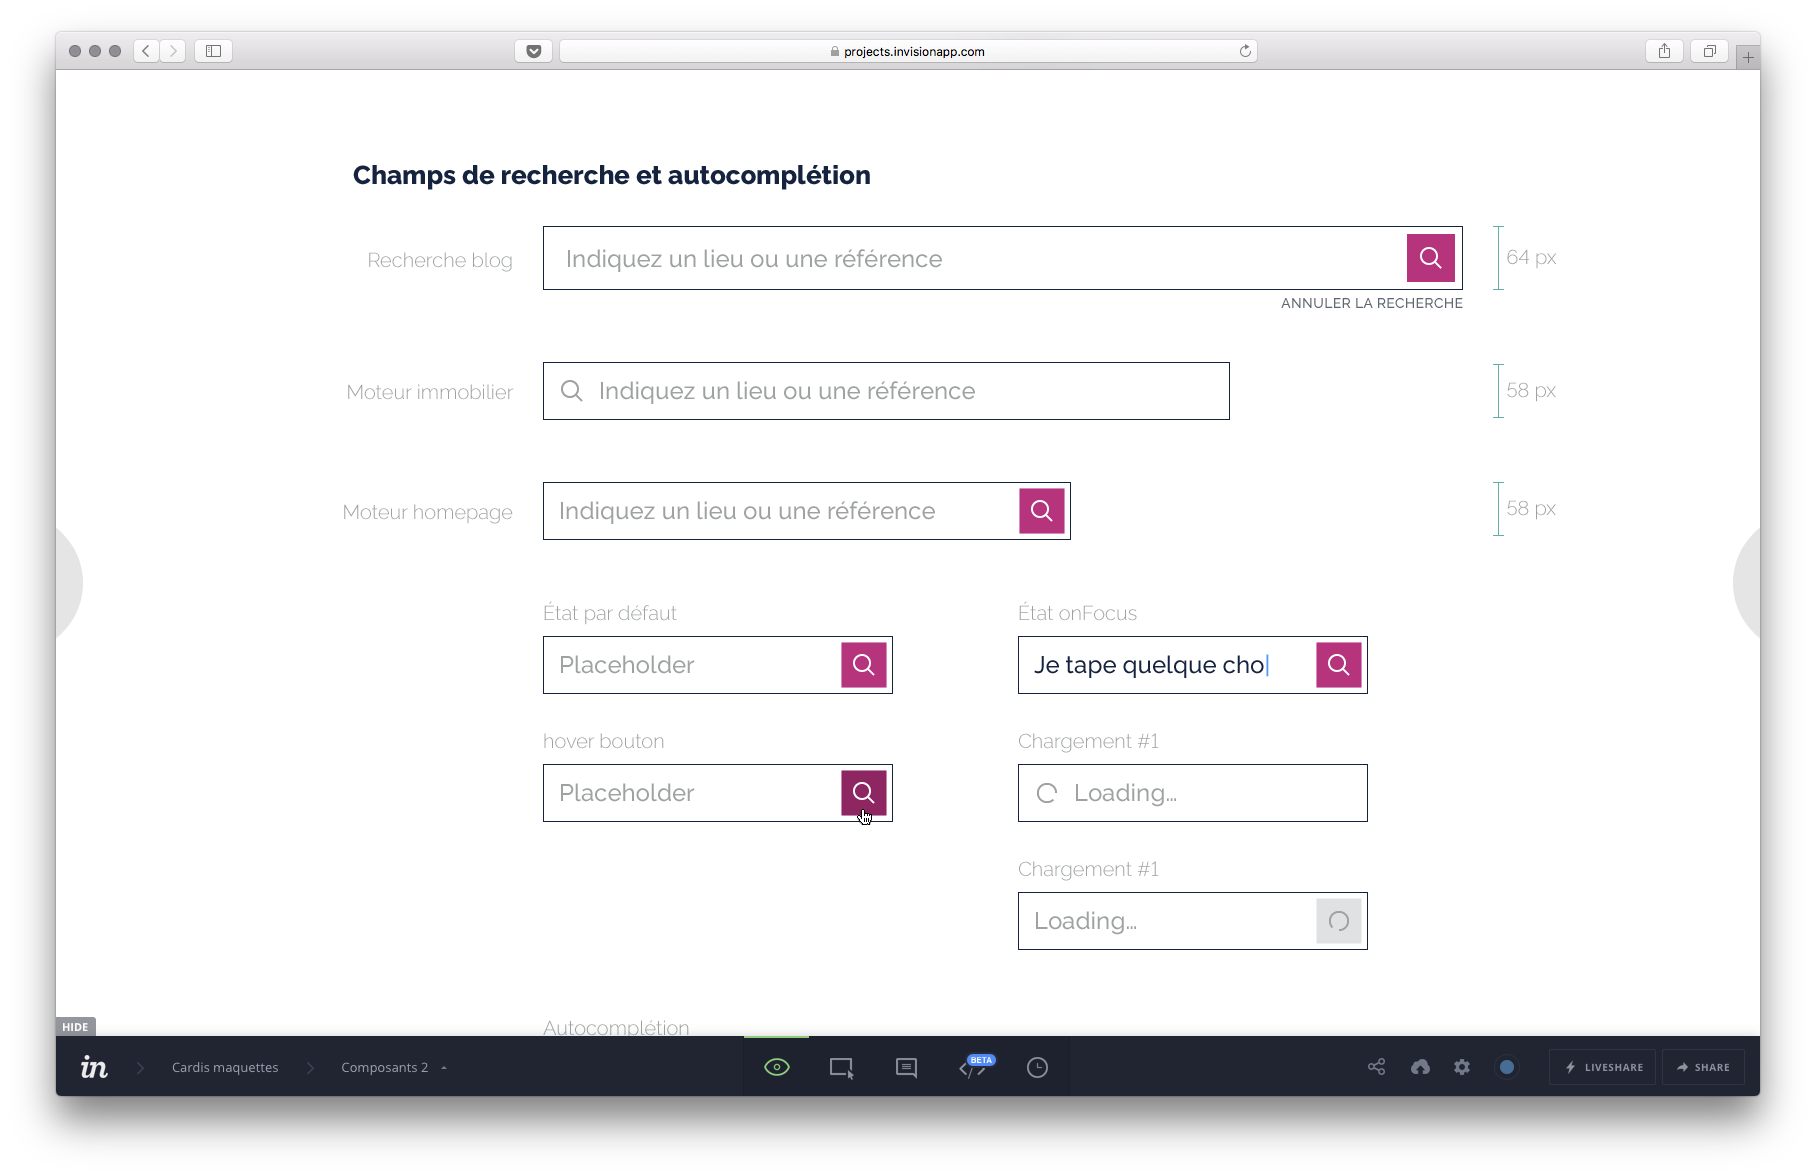 projects.invisionapp.com
Champs de recherche et autocomplétion
Recherche blog
Indiquez un lieu ou une référence
64 px
ANNULER LA RECHERCHE
Moteur immobilier
Indiquez un lieu ou une référence
58 px
Moteur homepage
Indiquez un lieu ou une référence
58 px
État par défaut
État onFocus
Placeholder
Je tape quelque cho
hover bouton
Chargement #1
Placeholder
Loading...
Chargement #1
Loading...
Autocomplétion
HIDE
in
Cardis maquettes
Composants 2
BETA
LIVESHARE
SHARE